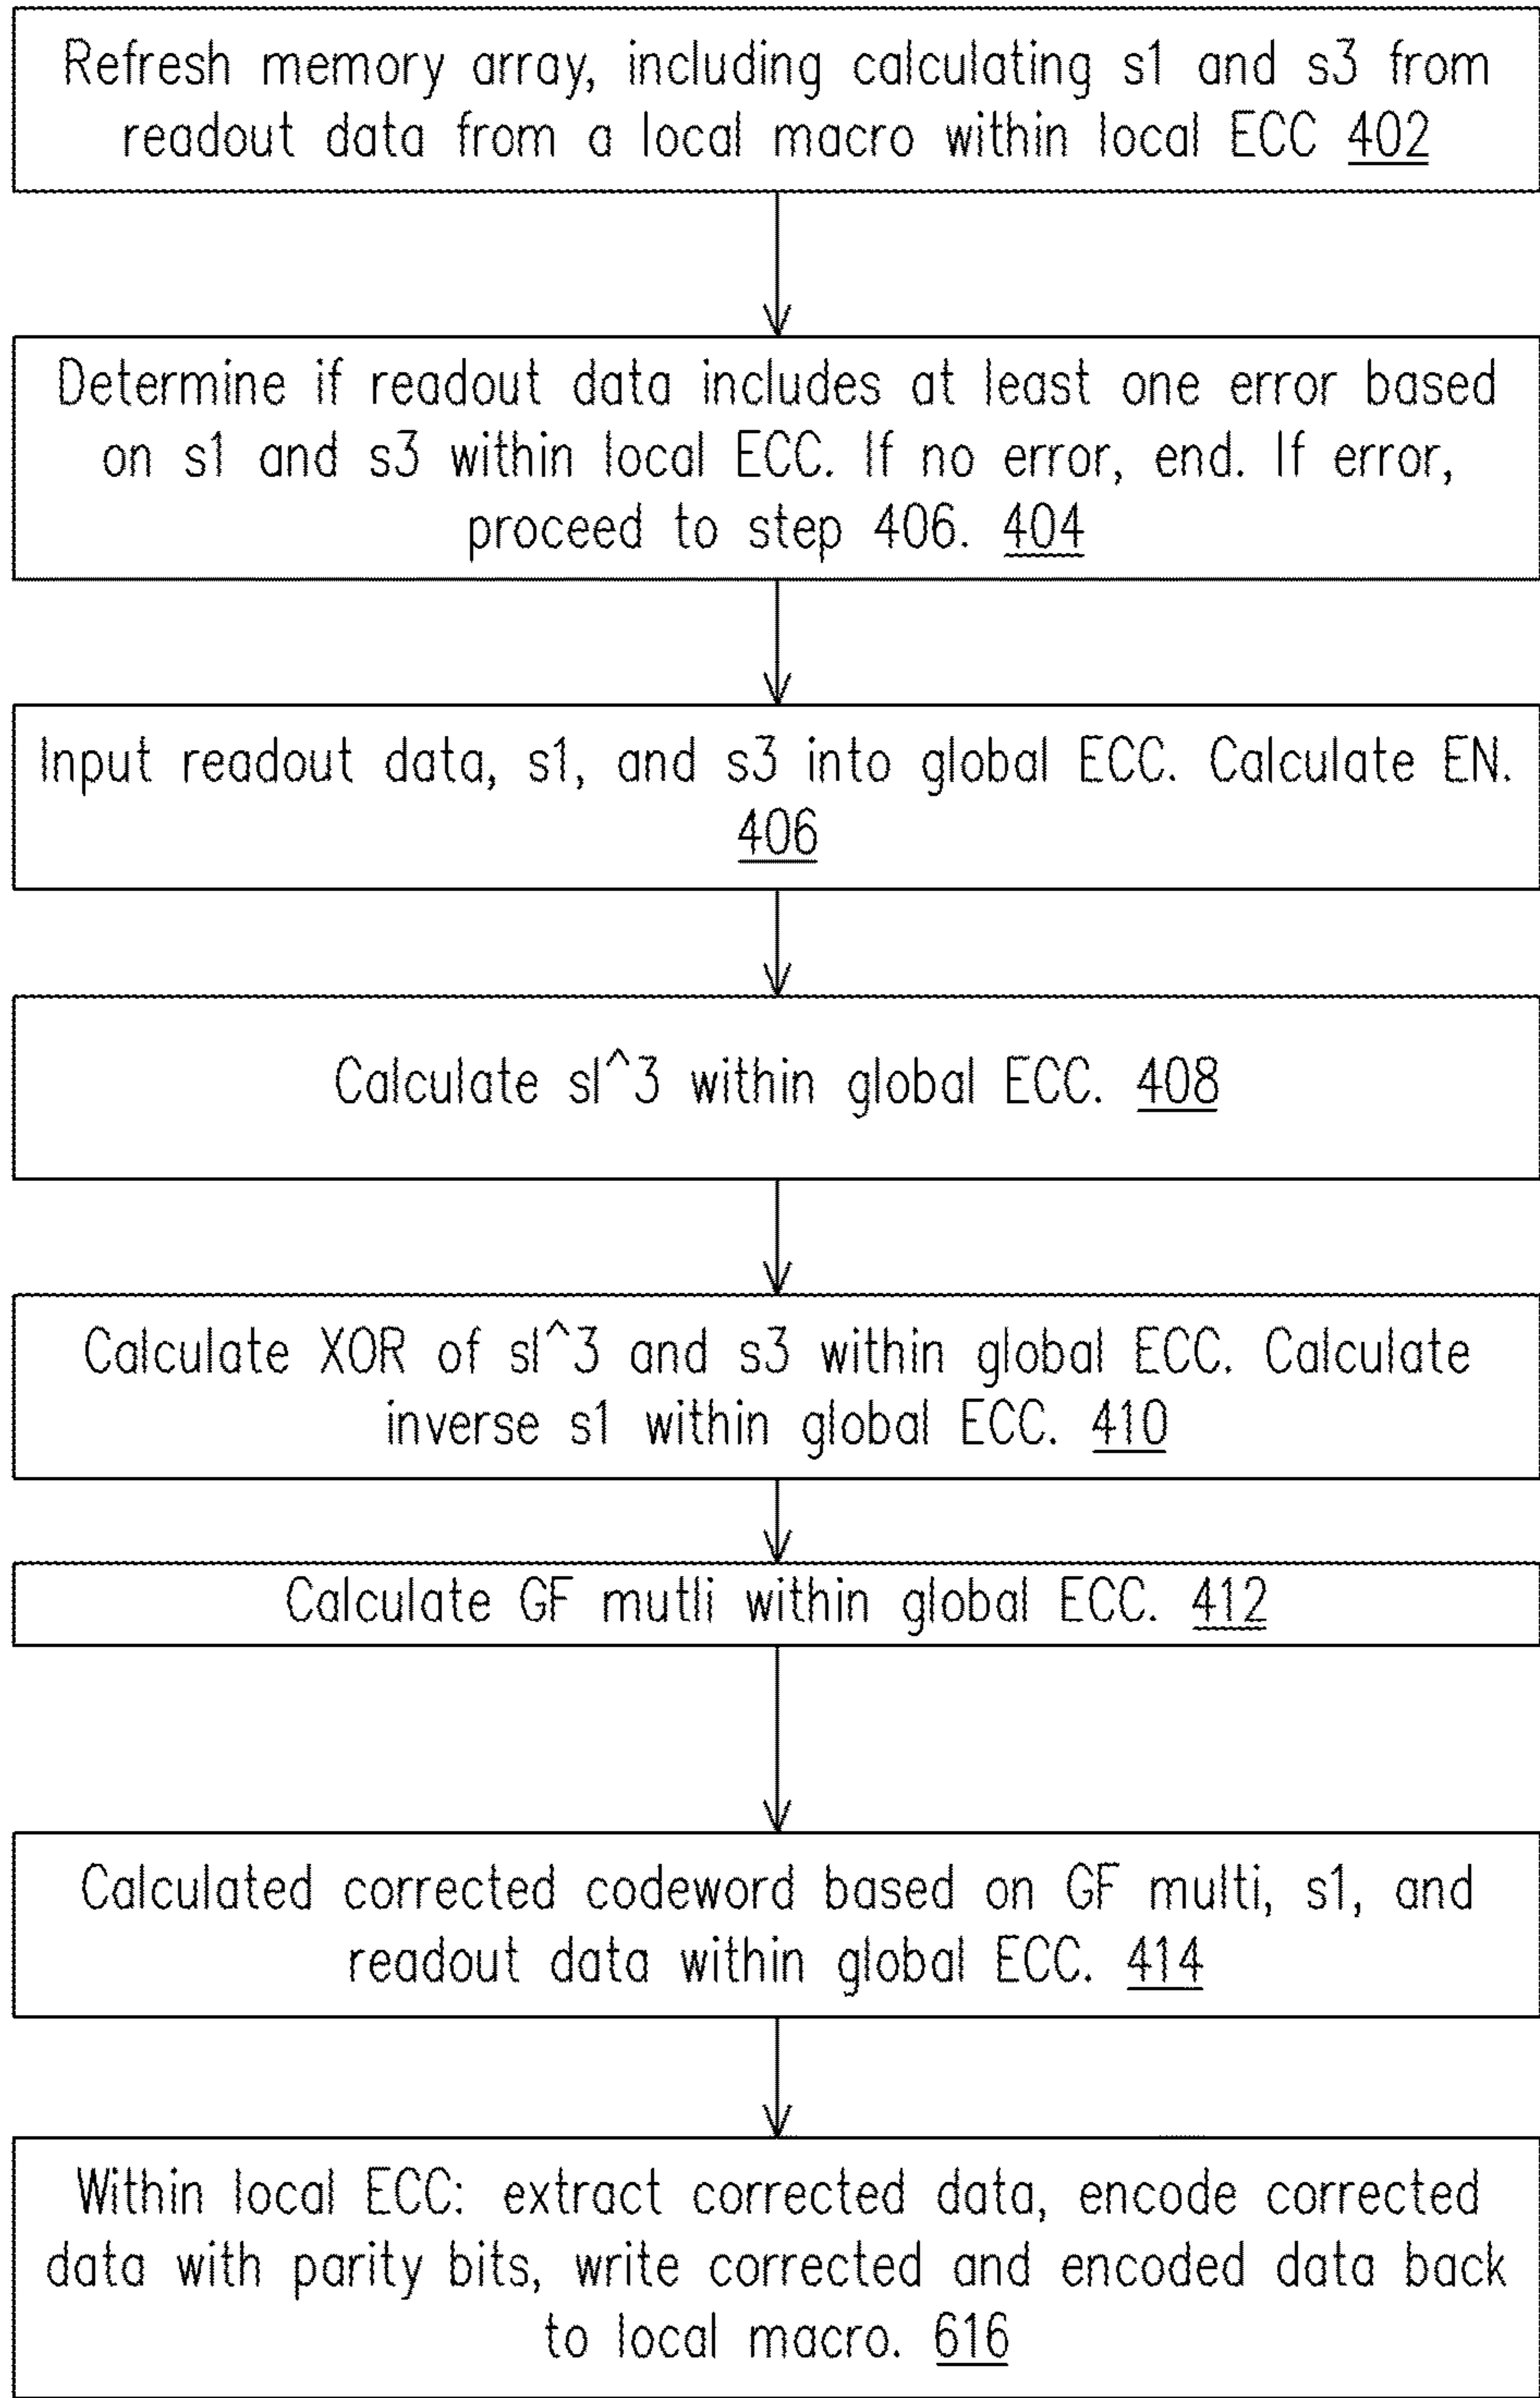 Refresh memory array, including calculating s1 and s3 from
readout data from a local macro within local ECC 402
Determine if readout data includes at least one error based
on s1 and s3 within local ECC. If no error, end. If error,
proceed to step 406. 404
Input readout data, s1, and s3 into global ECC. Calculate EN.
406
Calculate sl^3 within global ECC. 408
Calculate XOR of sl^3 and s3 within global ECC. Calculate
inverse s1 within global ECC. 410
Calculate GF mutli within global ECC. 412
Calculated corrected codeword based on GF multi, s1, and
readout data within global ECC. 414
Within local ECC: extract corrected data, encode corrected
data with parity bits, write corrected and encoded data back
to local macro. 616